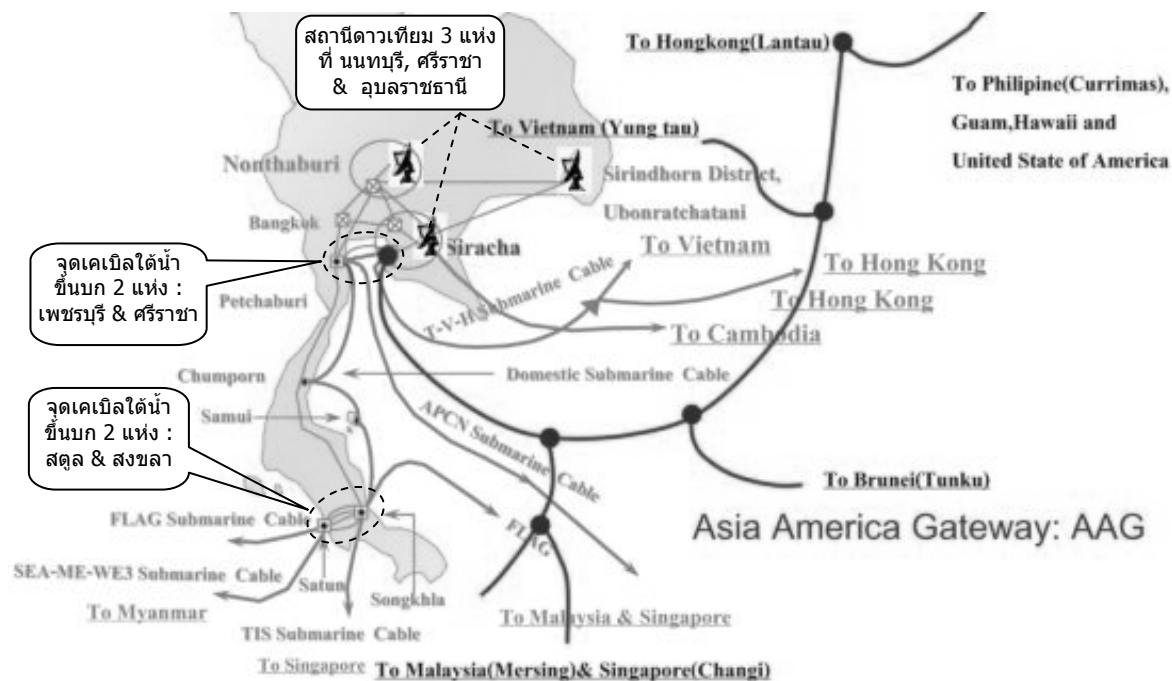 สถานีดาวเทียม 3 แห่ง
ที่ นนทบุรี, ศรีราชา
& อุบลราชธานี
To Hongkong(Lantau)
To Philipine(Currimas),
Guam,Hawaii and
United State of America
To Vietnam (Yung tau)
Nonthaburi
Sirindhorn District,
Ubonratchatani
Bangkok
Siracha
To Vietnam
To Hong Kong
To Hong Kong
To Cambodia
T-V-H Submarine Cable
จุดเคเบิลใต้น้ำ
ขึ้นบก 2 แห่ง :
เพชรบุรี & ศรีราชา
Petchaburi
Chumporn
Domestic Submarine Cable
จุดเคเบิลใต้น้ำ
ขึ้นบก 2 แห่ง :
สตูล & สงขลา
Samui
APCN Submarine Cable
To Brunei(Tunku)
FLAG Submarine Cable
FLAG
Asia America Gateway: AAG
SEA-ME-WE3 Submarine Cable
Satun
Songkhla
To Myanmar
To Malaysia & Singapore
TIS Submarine Cable
To Singapore
To Malaysia(Mersing)& Singapore(Changi)